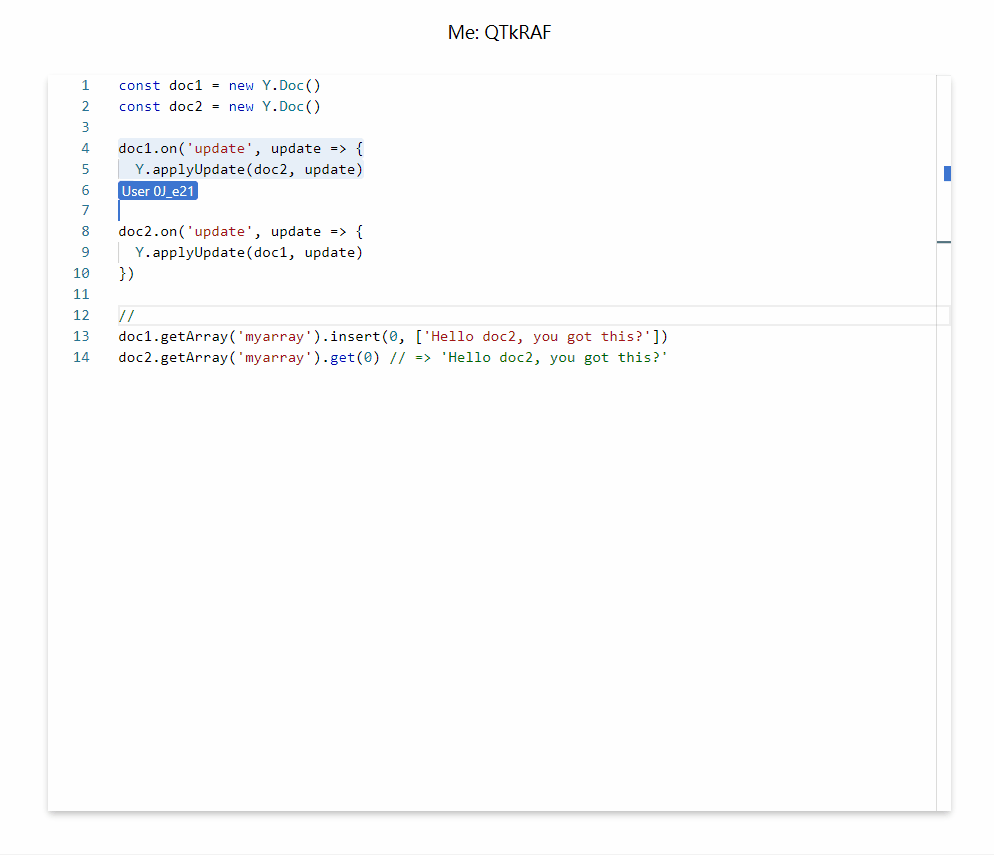 Me: QTkRAF
1 const doc1 = new Y.Doc()
2 const doc2 = new Y.Doc()
3
4 doc1.on('update', update => {
5   Y.applyUpdate(doc2, update)
6 User 0J_e21
7
8 doc2.on('update', update => {
9   Y.applyUpdate(doc1, update)
10 })
11
12 //
13 doc1.getArray('myarray').insert(0, ['Hello doc2, you got this?'])
14 doc2.getArray('myarray').get(0) // => 'Hello doc2, you got this?'